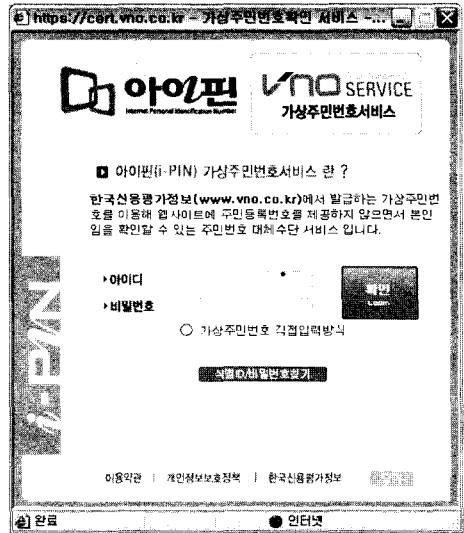 https://cert.vno.co.kr - 가상주민번호확인 서비스 -...
아이핀
Internet Personal Identification Number
Vno SERVICE
가상주민번호서비스
아이핀(i-PIN) 가상주민번호서비스 란 ?
한국신용평가정보(www.vno.co.kr)에서 발급하는 가상주민번
호를 이용해 웹사이트에 주민등록번호를 제공하지 않으면서 본인
임을 확인할 수 있는 주민번호 대체수단 서비스 입니다.
아이디
확인
Login
비밀번호
가상주민번호 직접입력방식
식별ID/비밀번호찾기
i-PIN
이용약관 | 개인정보보호정책 | 한국신용평가정보
완료
인터넷